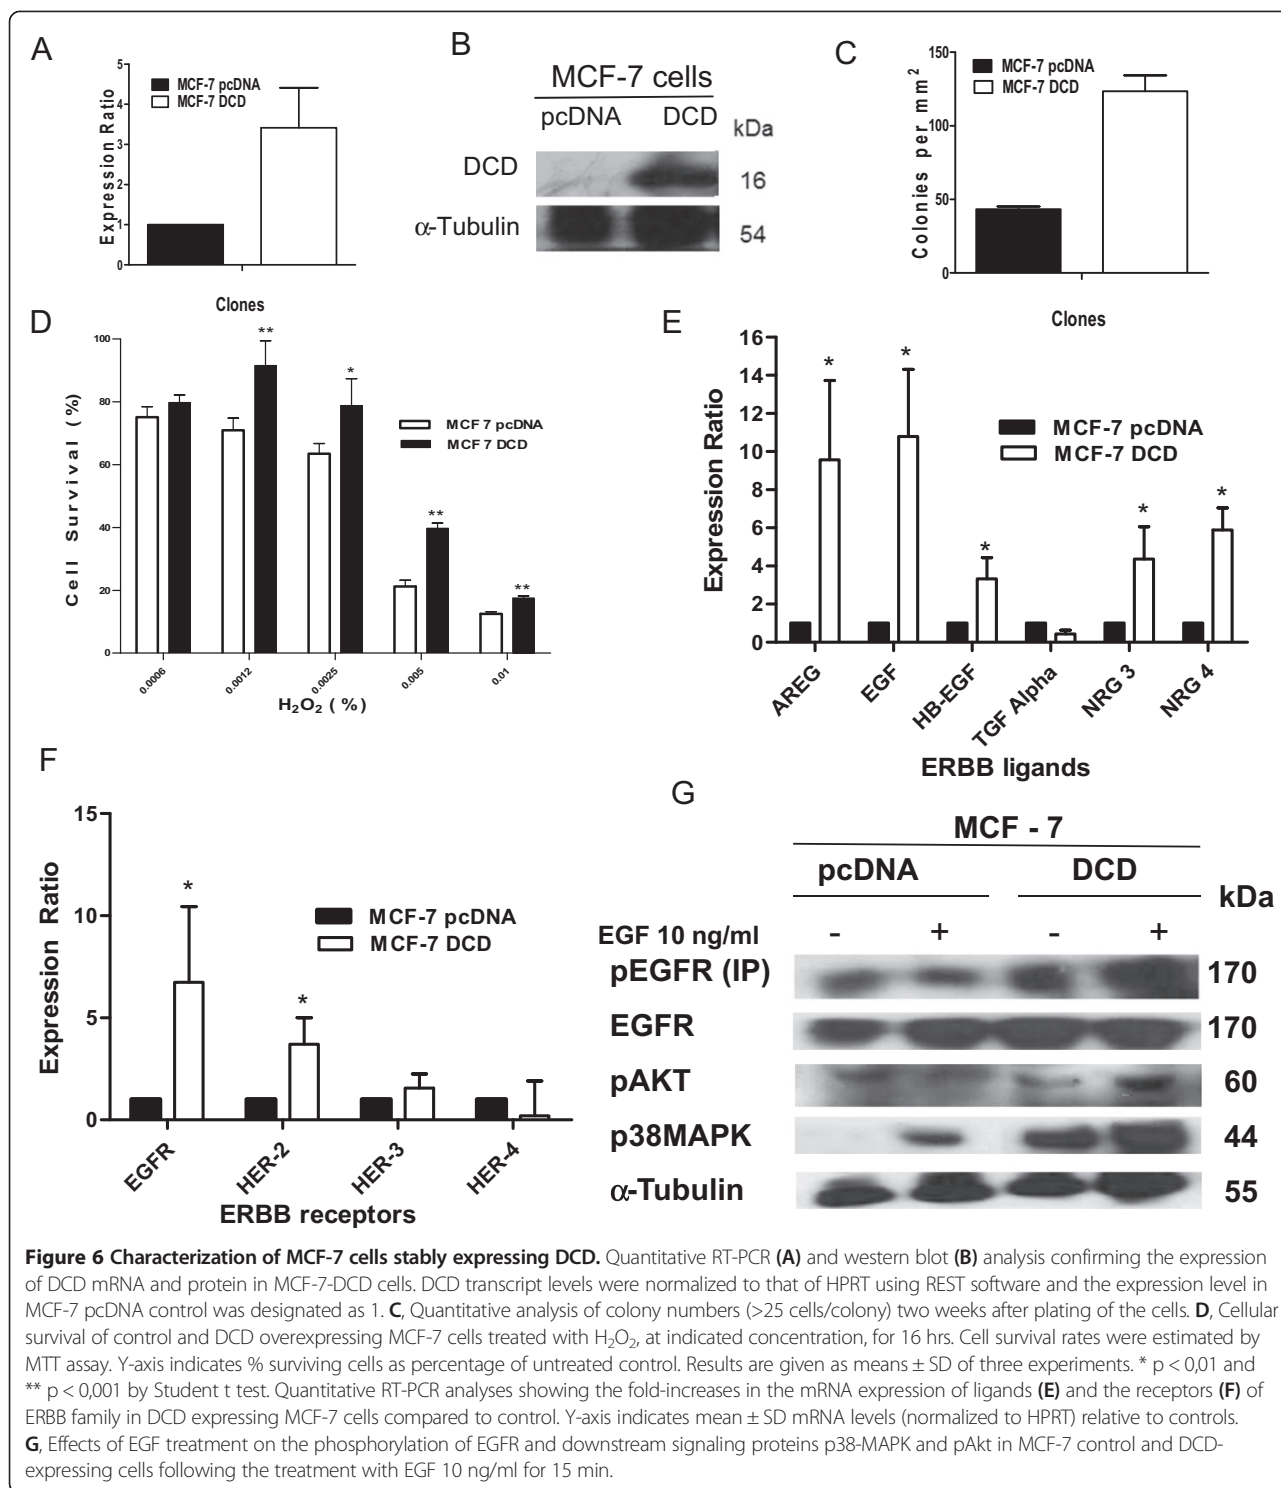 A
Expression Ratio
5
4
3
2
1
0
MCF-7 pcDNA
MCF-7 DCD
Clones
B
MCF-7 cells
pcDNA DCD
kDa
DCD
16
α-Tubulin
54
C
Colonies per mm²
150
100
50
0
MCF-7 pcDNA
MCF-7 DCD
Clones
D
Cell Survival (%)
100
80
60
40
20
0
** * ** **
MCF 7 pcDNA
MCF 7 DCD
0.0006 0.0012 0.0025 0.005 0.01
H₂O₂ (%)
E
Expression Ratio
16
14
12
10
8
6
4
2
0
* * * * *
MCF-7 pcDNA
MCF-7 DCD
AREG EGF HB-EGF TGF Alpha NRG 3 NRG 4
ERBB ligands
F
Expression Ratio
15
10
5
0
* *
MCF-7 pcDNA
MCF-7 DCD
EGFR HER-2 HER-3 HER-4
ERBB receptors
G
MCF - 7
pcDNA DCD
kDa
EGF 10 ng/ml - + - +
pEGFR (IP) 170
EGFR 170
pAKT 60
p38MAPK 44
α-Tubulin 55
Figure 6 Characterization of MCF-7 cells stably expressing DCD. Quantitative RT-PCR (A) and western blot (B) analysis confirming the expression
of DCD mRNA and protein in MCF-7-DCD cells. DCD transcript levels were normalized to that of HPRT using REST software and the expression level in
MCF-7 pcDNA control was designated as 1. C, Quantitative analysis of colony numbers (>25 cells/colony) two weeks after plating of the cells. D, Cellular
survival of control and DCD overexpressing MCF-7 cells treated with H₂O₂, at indicated concentration, for 16 hrs. Cell survival rates were estimated by
MTT assay. Y-axis indicates % surviving cells as percentage of untreated control. Results are given as means ± SD of three experiments. * p < 0,01 and
** p < 0,001 by Student t test. Quantitative RT-PCR analyses showing the fold-increases in the mRNA expression of ligands (E) and the receptors (F) of
ERBB family in DCD expressing MCF-7 cells compared to control. Y-axis indicates mean ± SD mRNA levels (normalized to HPRT) relative to controls.
G, Effects of EGF treatment on the phosphorylation of EGFR and downstream signaling proteins p38-MAPK and pAkt in MCF-7 control and DCD-
expressing cells following the treatment with EGF 10 ng/ml for 15 min.